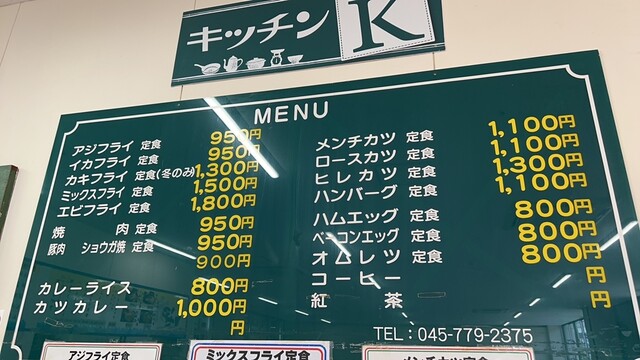 キッチン K
MENU
アジフライ 定食 950円
イカフライ 定食 950円
カキフライ 定食(冬のみ) 1,300円
ミックスフライ 定食 1,500円
エビフライ 定食 1,800円
焼 肉 定食 950円
豚肉 ショウガ焼 定食 950円
900円
カレーライス 800円
カツカレー 1,000円
円
メンチカツ 定食 1,100円
ロースカツ 定食 1,100円
ヒレカツ 定食 1,300円
ハンバーグ 定食 1,100円
ハムエッグ 定食 800円
ベーコンエッグ 定食 800円
オムレツ 定食 800円
コーヒー 円
紅 茶 円
TEL: 045-779-2375
アジフライ定食
ミックスフライ定食
メンチカツ定食